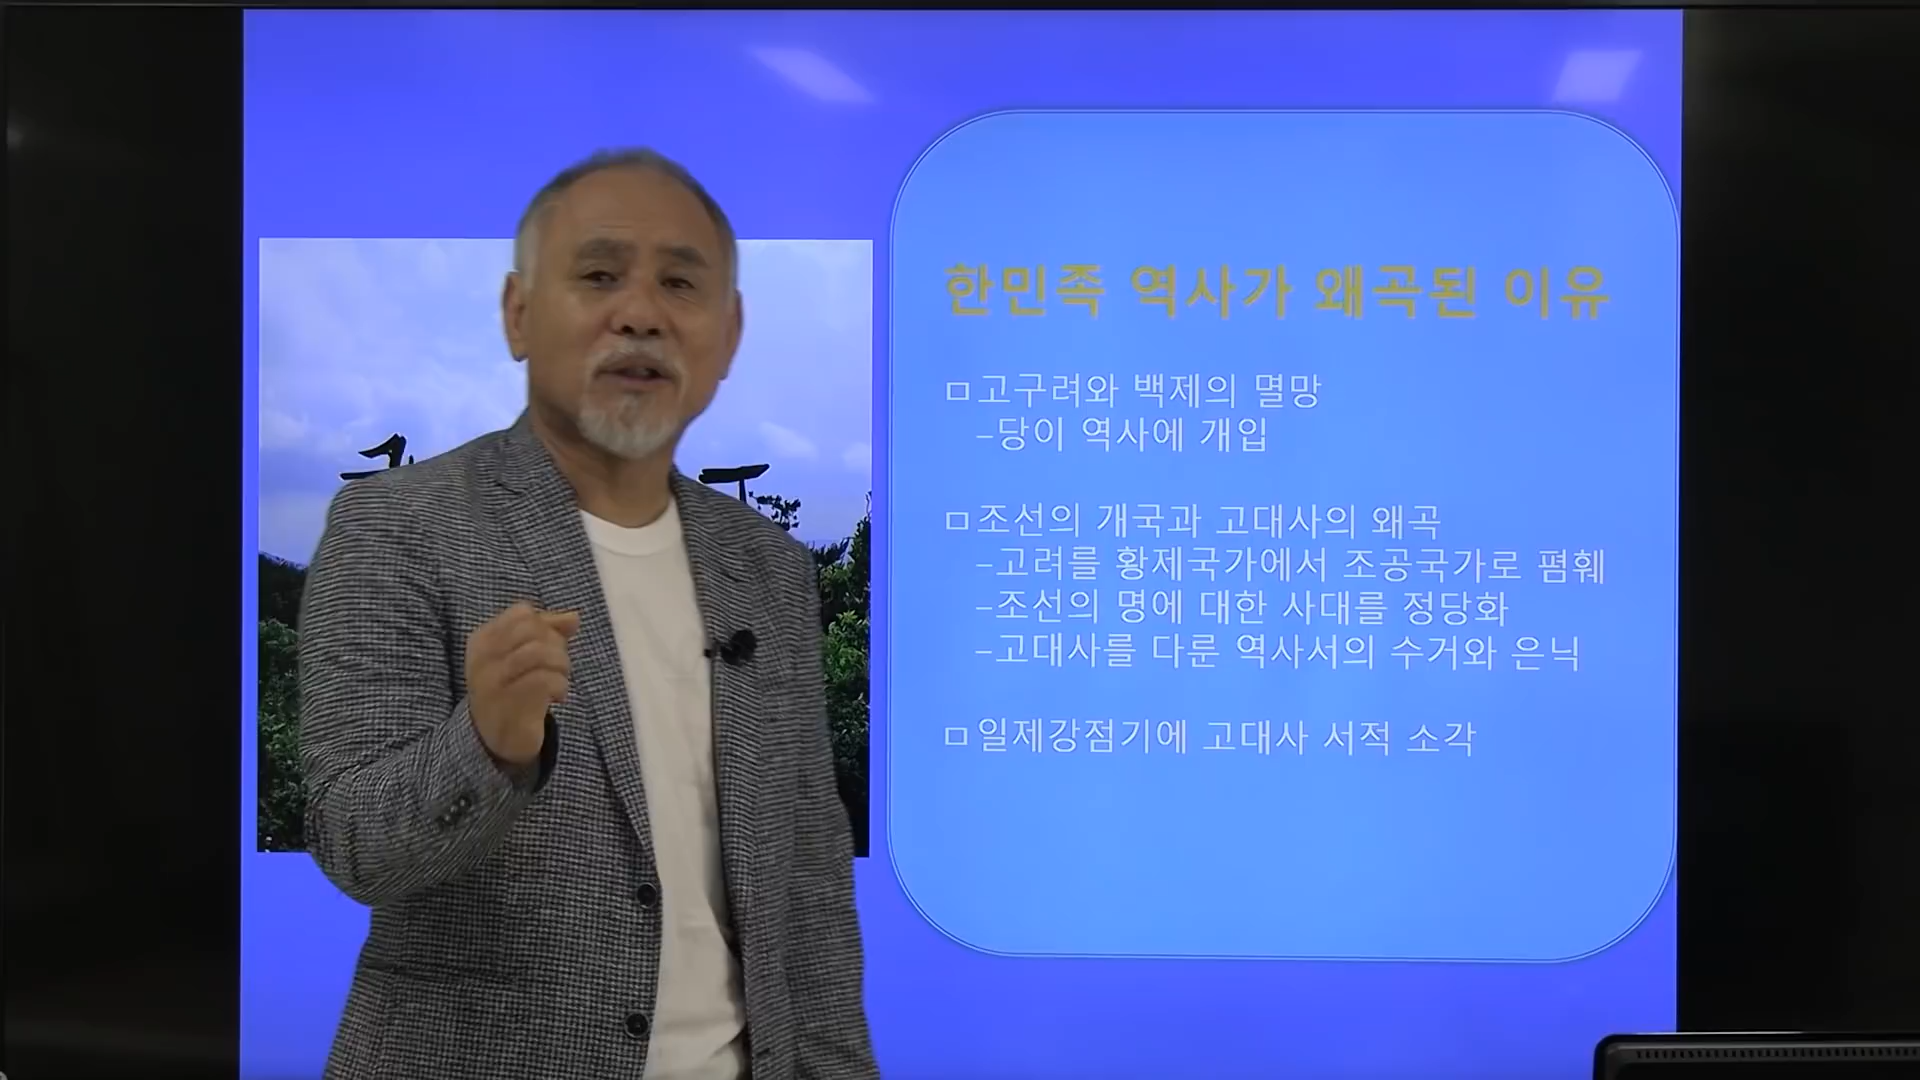 한민족 역사가 왜곡된 이유
ㅁ고구려와 백제의 멸망
–당이 역사에 개입
ㅁ조선의 개국과 고대사의 왜곡
–고려를 황제국가에서 조공국가로 폄훼
–조선의 명에 대한 사대를 정당화
–고대사를 다룬 역사서의 수거와 은닉
ㅁ일제강점기에 고대사 서적 소각